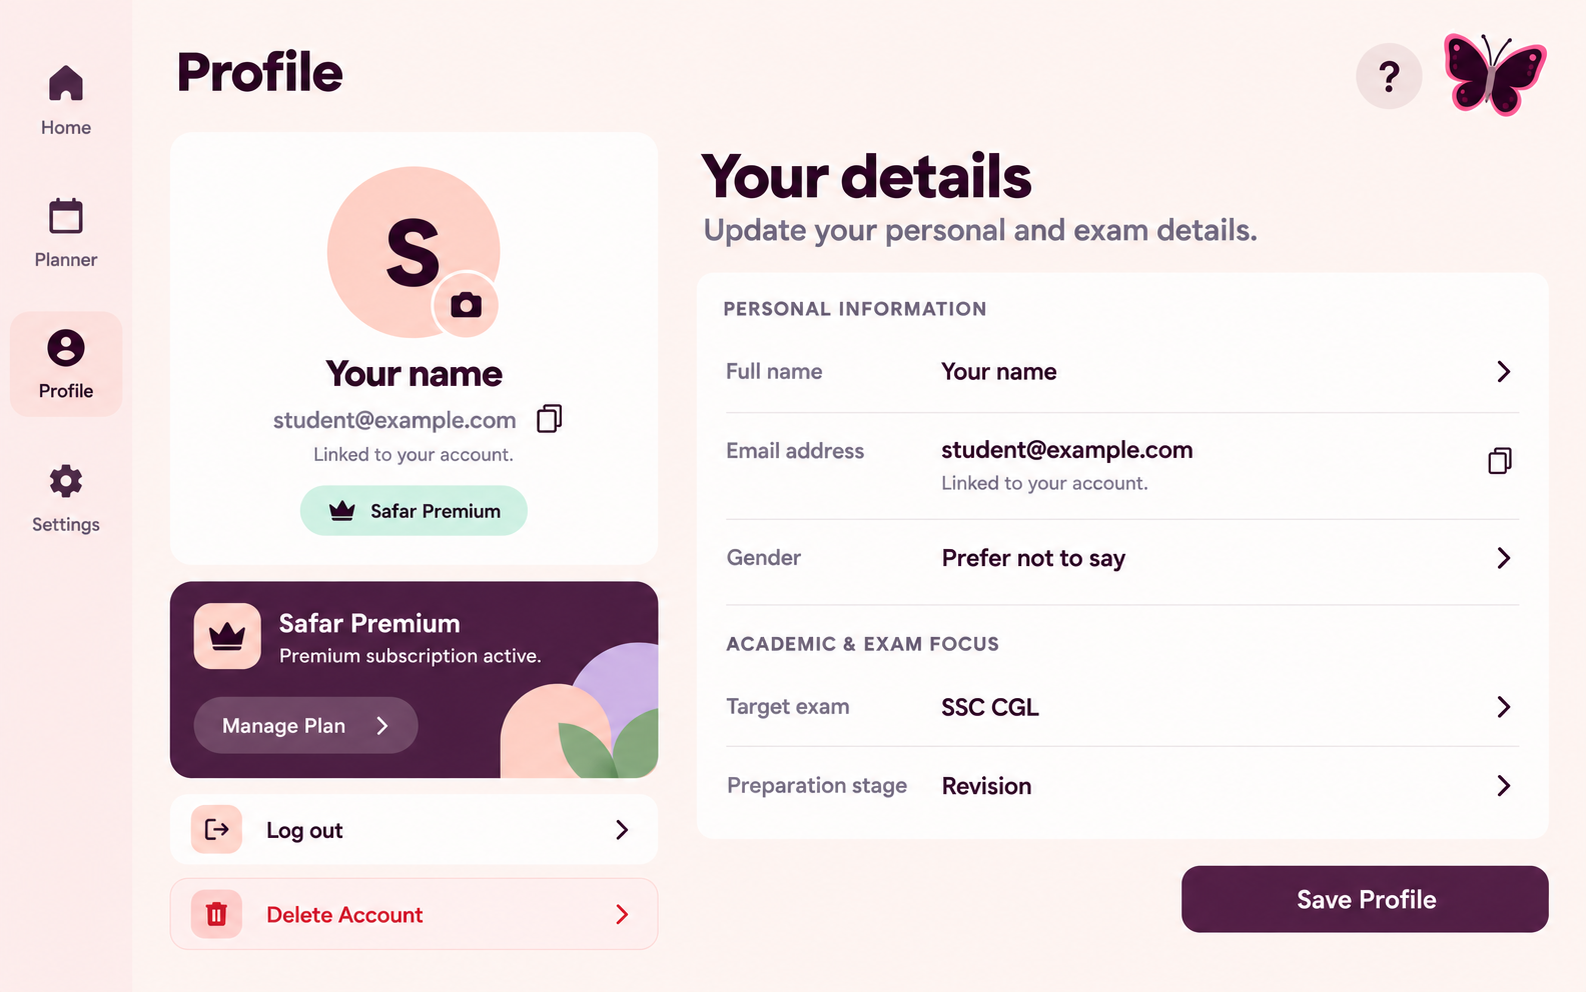 Home
Planner
Profile
Settings
Profile
?
S
Your name
student@example.com
Linked to your account.
Safar Premium
Safar Premium
Premium subscription active.
Manage Plan
Log out
Delete Account
Your details
Update your personal and exam details.
PERSONAL INFORMATION
Full name Your name
Email address student@example.com
Linked to your account.
Gender Prefer not to say
ACADEMIC & EXAM FOCUS
Target exam SSC CGL
Preparation stage Revision
Save Profile